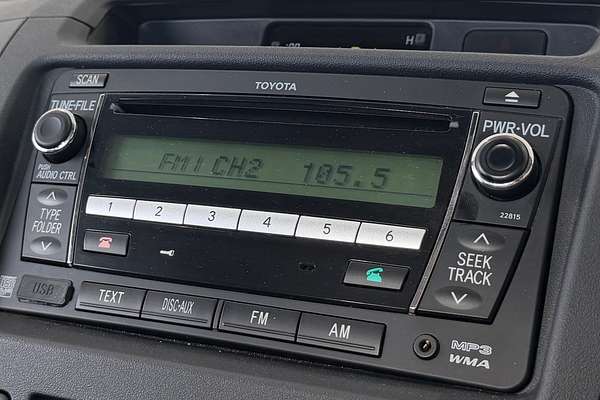 H
SCAN
TOYOTA
TUNE·FILE
PWR·VOL
PUSH
AUDIO CTRL
FM1 CH2 105.5
TYPE
FOLDER
1 2 3 4 5 6
22815
SEEK
TRACK
USB
TEXT
DISC·AUX
FM
AM
MP3
WMA